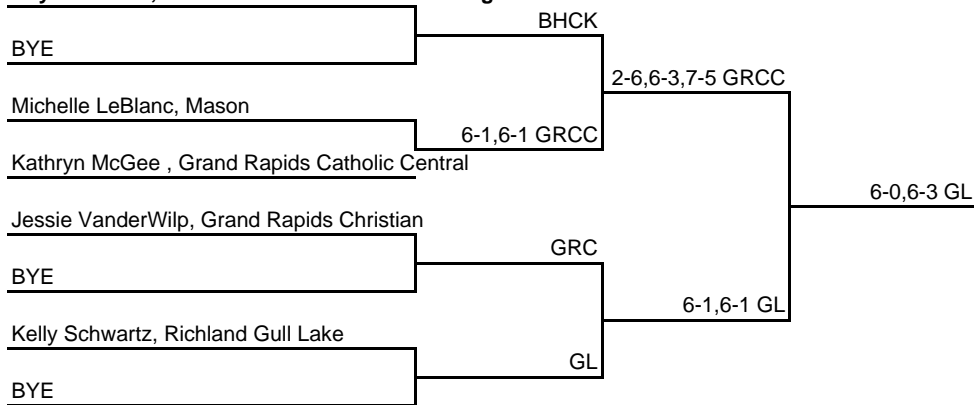 BHCK
BYE
2-6,6-3,7-5 GRCC
Michelle LeBlanc, Mason
6-1,6-1 GRCC
Kathryn McGee , Grand Rapids Catholic Central
6-0,6-3 GL
Jessie VanderWilp, Grand Rapids Christian
GRC
BYE
6-1,6-1 GL
Kelly Schwartz, Richland Gull Lake
GL
BYE